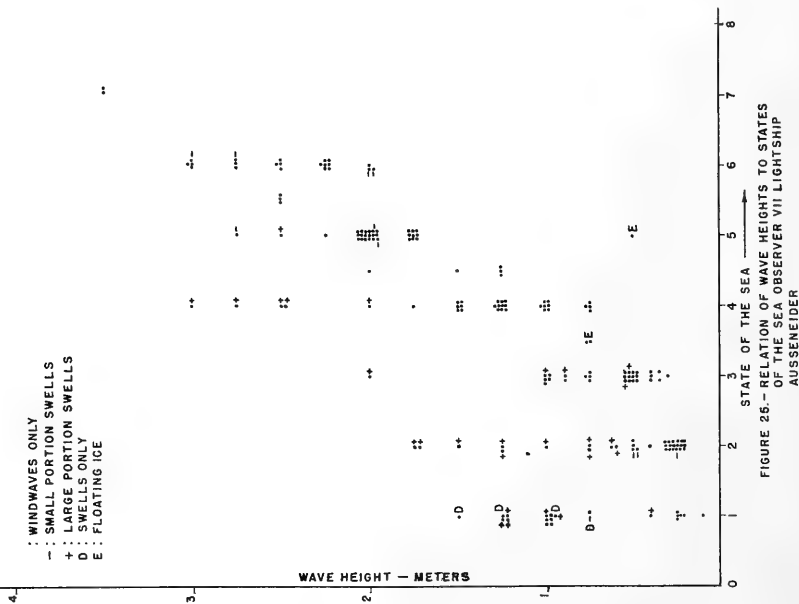 : WINDWAVES ONLY
– : SMALL PORTION SWELLS
+ : LARGE PORTION SWELLS
D : SWELLS ONLY
E : FLOATING ICE
4
3
2
1
WAVE HEIGHT — METERS
D
D
D
D
E
E
0 1 2 3 4 5 6 7 8
STATE OF THE SEA
FIGURE 25.—RELATION OF WAVE HEIGHTS TO STATES
OF THE SEA OBSERVER VII LIGHTSHIP
AUSSENEIDER